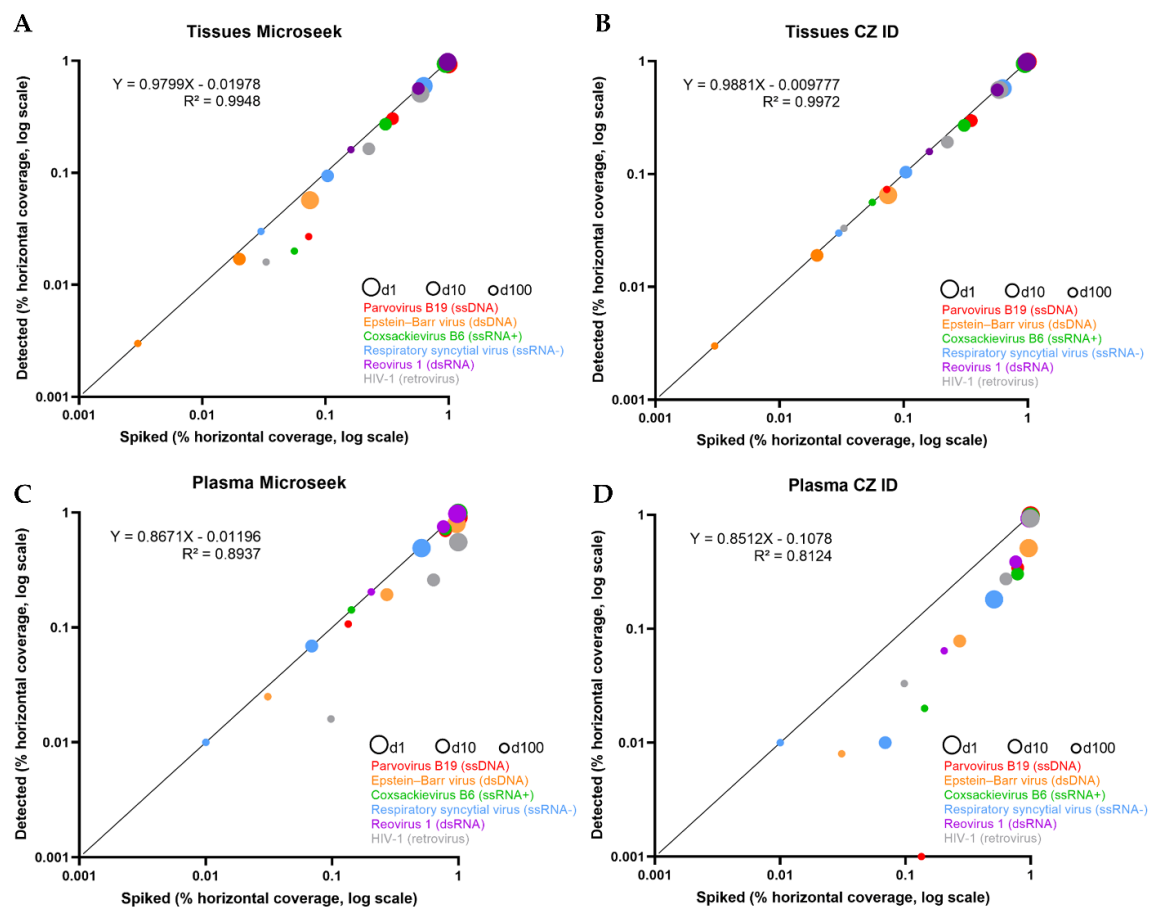 A
Tissues Microseek
Y = 0.9799X - 0.01978
R² = 0.9948
Detected (% horizontal coverage, log scale)
1
0.1
0.01
0.001
d1 d10 d100
Parvovirus B19 (ssDNA)
Epstein–Barr virus (dsDNA)
Coxsackievirus B6 (ssRNA+)
Respiratory syncytial virus (ssRNA-)
Reovirus 1 (dsRNA)
HIV-1 (retrovirus)
0.001 0.01 0.1 1
Spiked (% horizontal coverage, log scale)
B
Tissues CZ ID
Y = 0.9881X - 0.009777
R² = 0.9972
Detected (% horizontal coverage, log scale)
1
0.1
0.01
0.001
d1 d10 d100
Parvovirus B19 (ssDNA)
Epstein–Barr virus (dsDNA)
Coxsackievirus B6 (ssRNA+)
Respiratory syncytial virus (ssRNA-)
Reovirus 1 (dsRNA)
HIV-1 (retrovirus)
0.001 0.01 0.1 1
Spiked (% horizontal coverage, log scale)
C
Plasma Microseek
Y = 0.8671X - 0.01196
R² = 0.8937
Detected (% horizontal coverage, log scale)
1
0.1
0.01
0.001
d1 d10 d100
Parvovirus B19 (ssDNA)
Epstein–Barr virus (dsDNA)
Coxsackievirus B6 (ssRNA+)
Respiratory syncytial virus (ssRNA-)
Reovirus 1 (dsRNA)
HIV-1 (retrovirus)
0.001 0.01 0.1 1
Spiked (% horizontal coverage, log scale)
D
Plasma CZ ID
Y = 0.8512X - 0.1078
R² = 0.8124
Detected (% horizontal coverage, log scale)
1
0.1
0.01
0.001
d1 d10 d100
Parvovirus B19 (ssDNA)
Epstein–Barr virus (dsDNA)
Coxsackievirus B6 (ssRNA+)
Respiratory syncytial virus (ssRNA-)
Reovirus 1 (dsRNA)
HIV-1 (retrovirus)
0.001 0.01 0.1 1
Spiked (% horizontal coverage, log scale)